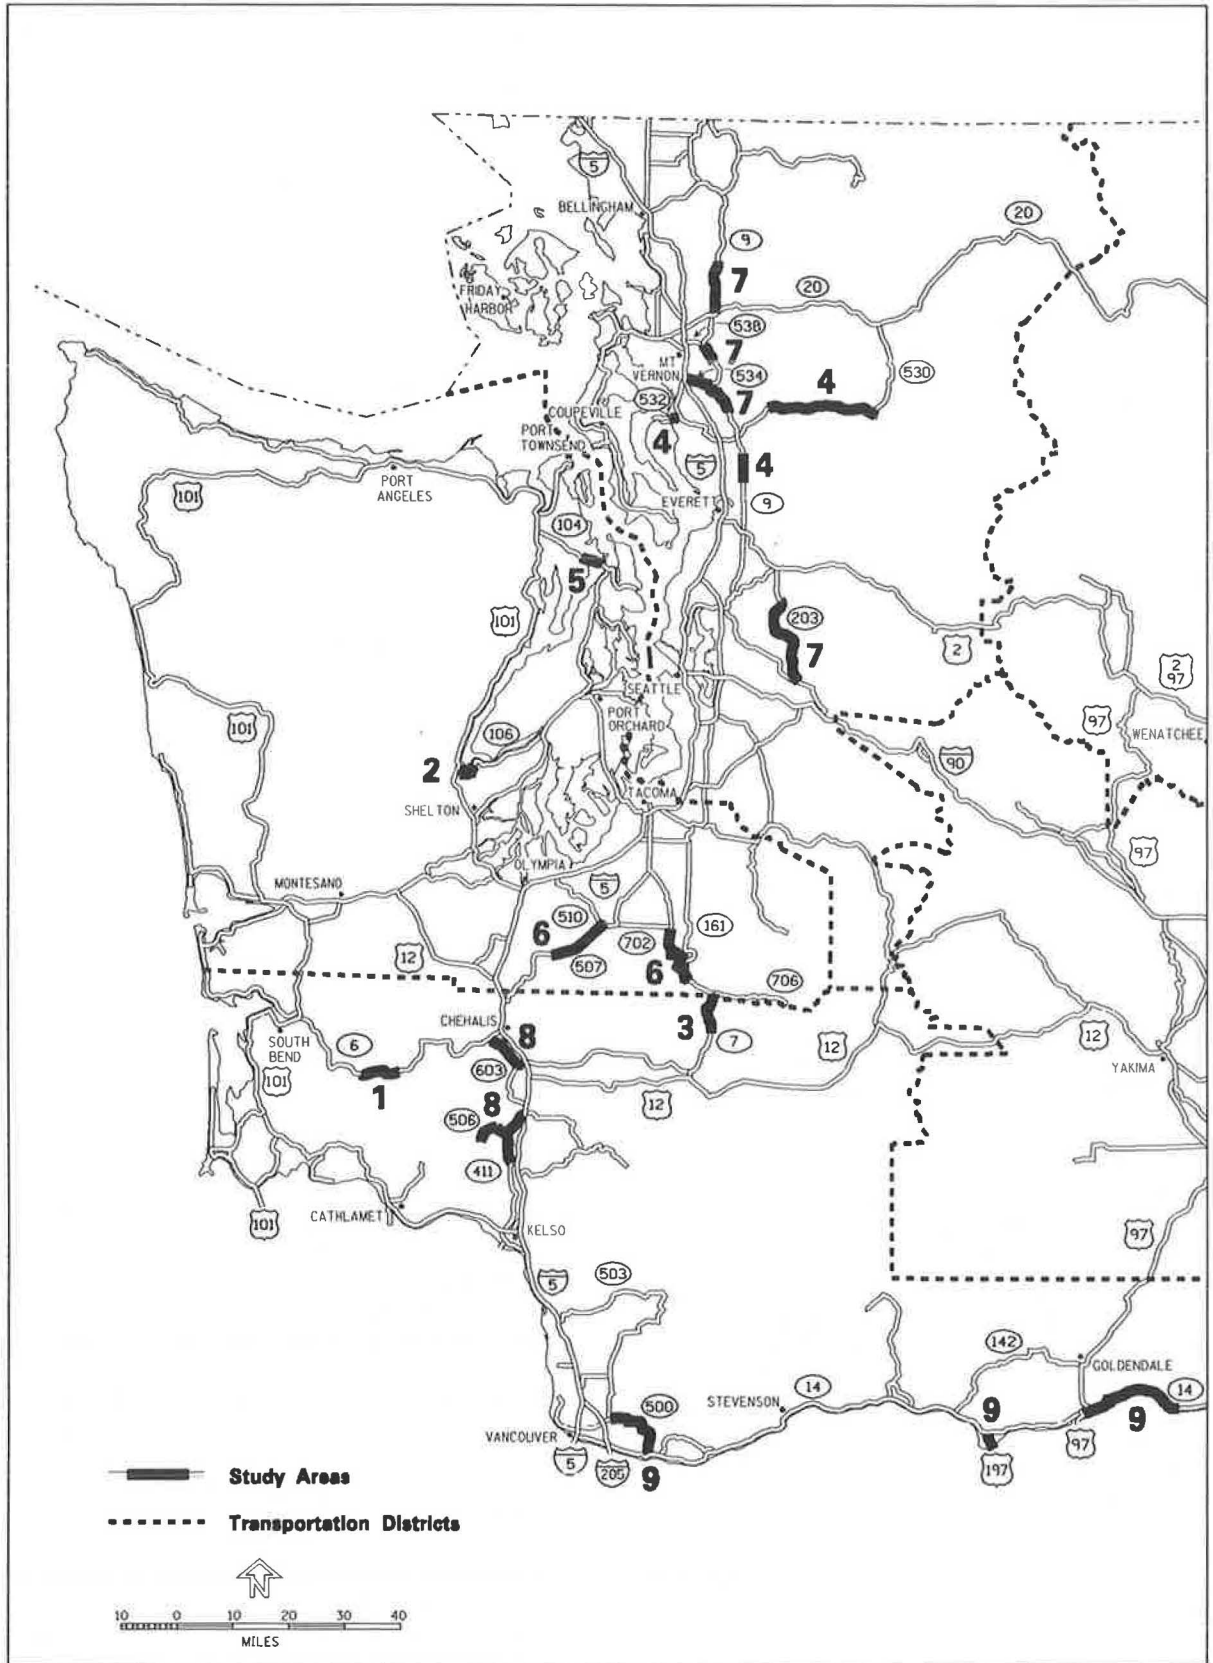 5
BELLINGHAM
20
9
7
FRIDAY
HARBOR
20
538
7
MT
VERNON
534
530
4
7
532
COUPEVILLE
PORT
TOWNSEND
4
5
4
PORT
ANGELES
101
EVERETT
9
104
5
101
203
2
7
2
97
SEATTLE
PORT
ORCHARD
97
WENATCHEE
101
106
90
2
TACOMA
SHELTON
97
OLYMPIA
MONTESANO
5
510
161
6
702
12
507
6
706
CHEHALIS
8
3
SOUTH
BEND
6
7
12
12
YAKIMA
101
603
1
8
12
506
411
CATHLAMET
101
KELSO
97
5
503
142
GOLDENDALE
STEVENSON
14
14
500
9
9
VANCOUVER
97
5
205
9
197
Study Areas
Transportation Districts
N
10 0 10 20 30 40
MILES